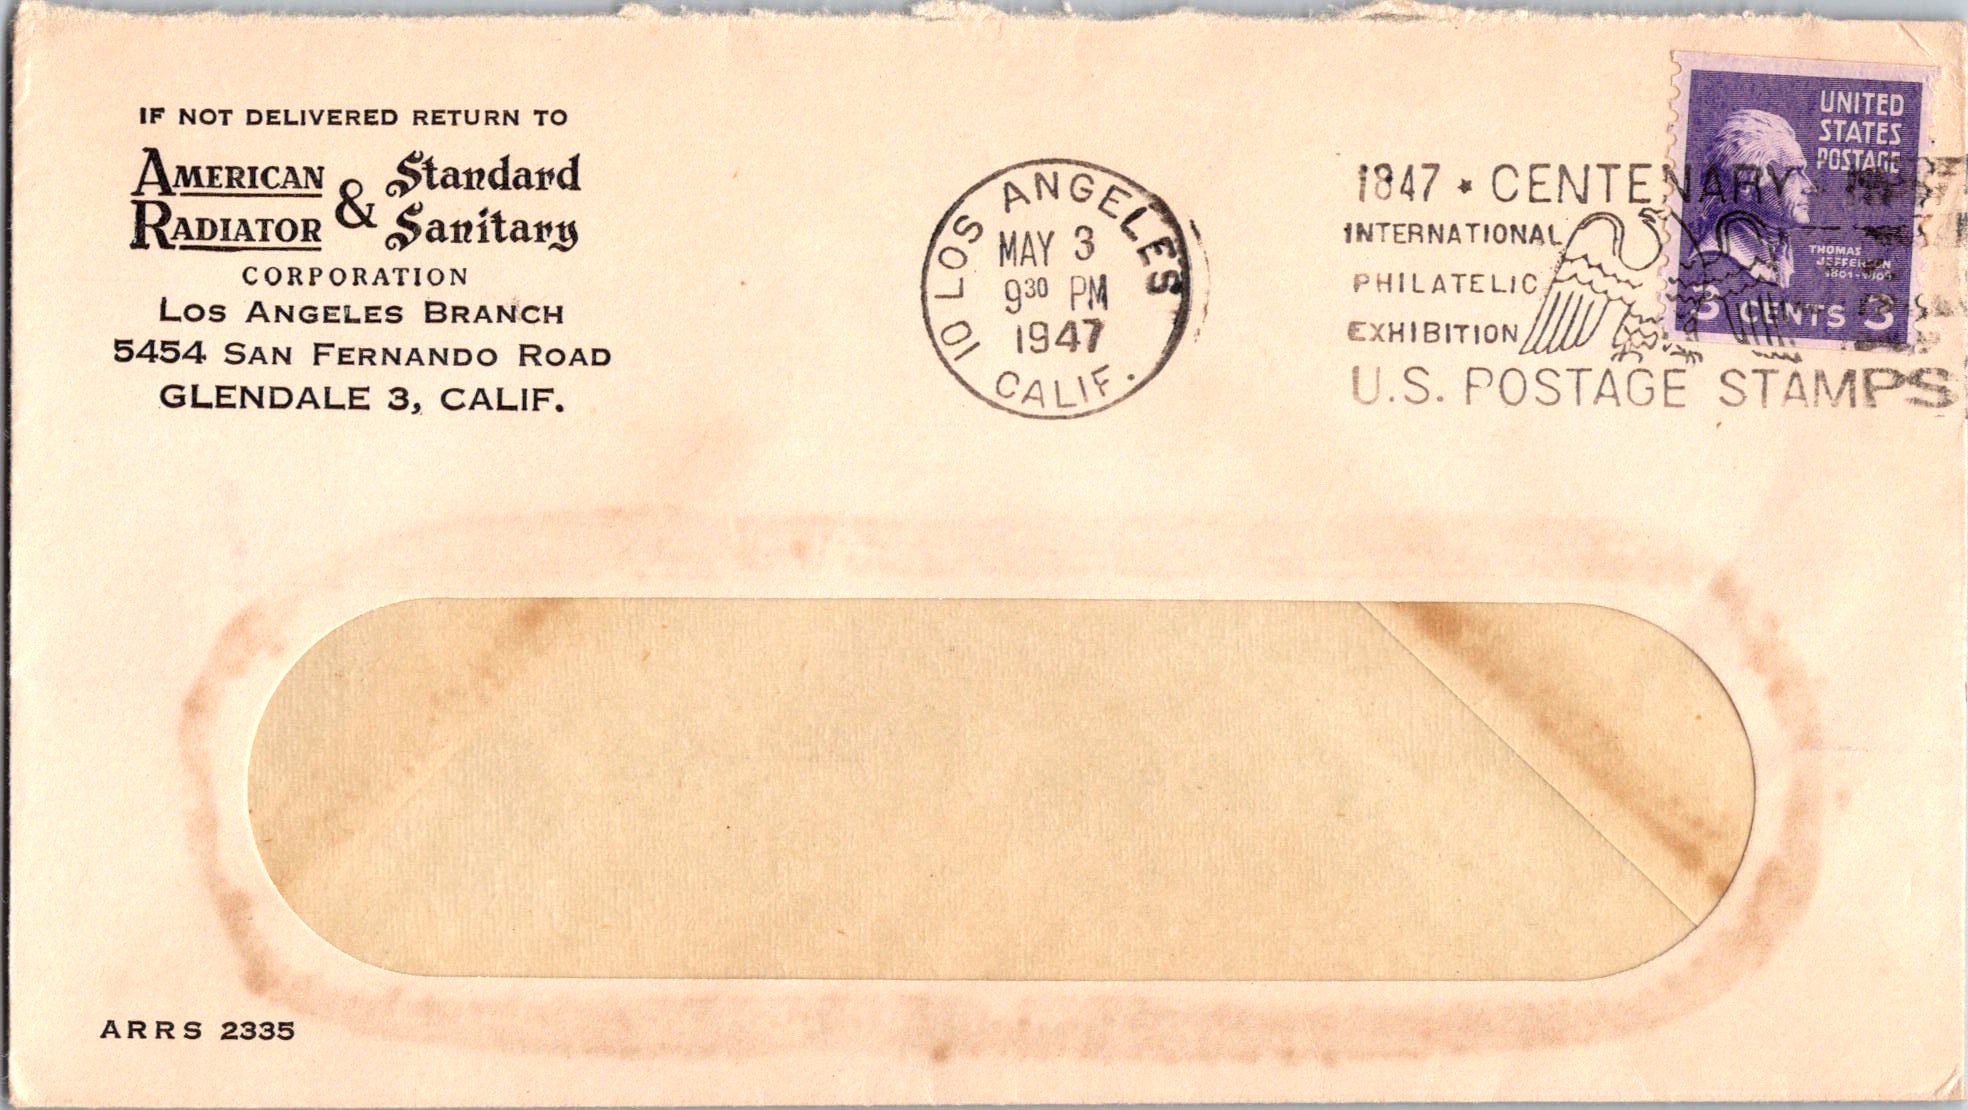 IF NOT DELIVERED RETURN TO
AMERICAN & Standard
RADIATOR Sanitary
CORPORATION
LOS ANGELES BRANCH
5454 SAN FERNANDO ROAD
GLENDALE 3, CALIF.
LOS ANGELES
MAY 3
9 30 PM
1947
10 CALIF.
1847 ★ CENTENARY
INTERNATIONAL
PHILATELIC
EXHIBITION
U.S. POSTAGE STAMPS
UNITED
STATES
POSTAGE
THOMAS
JEFFERSON
1801-1809
3 CENTS 3
ARRS 2335